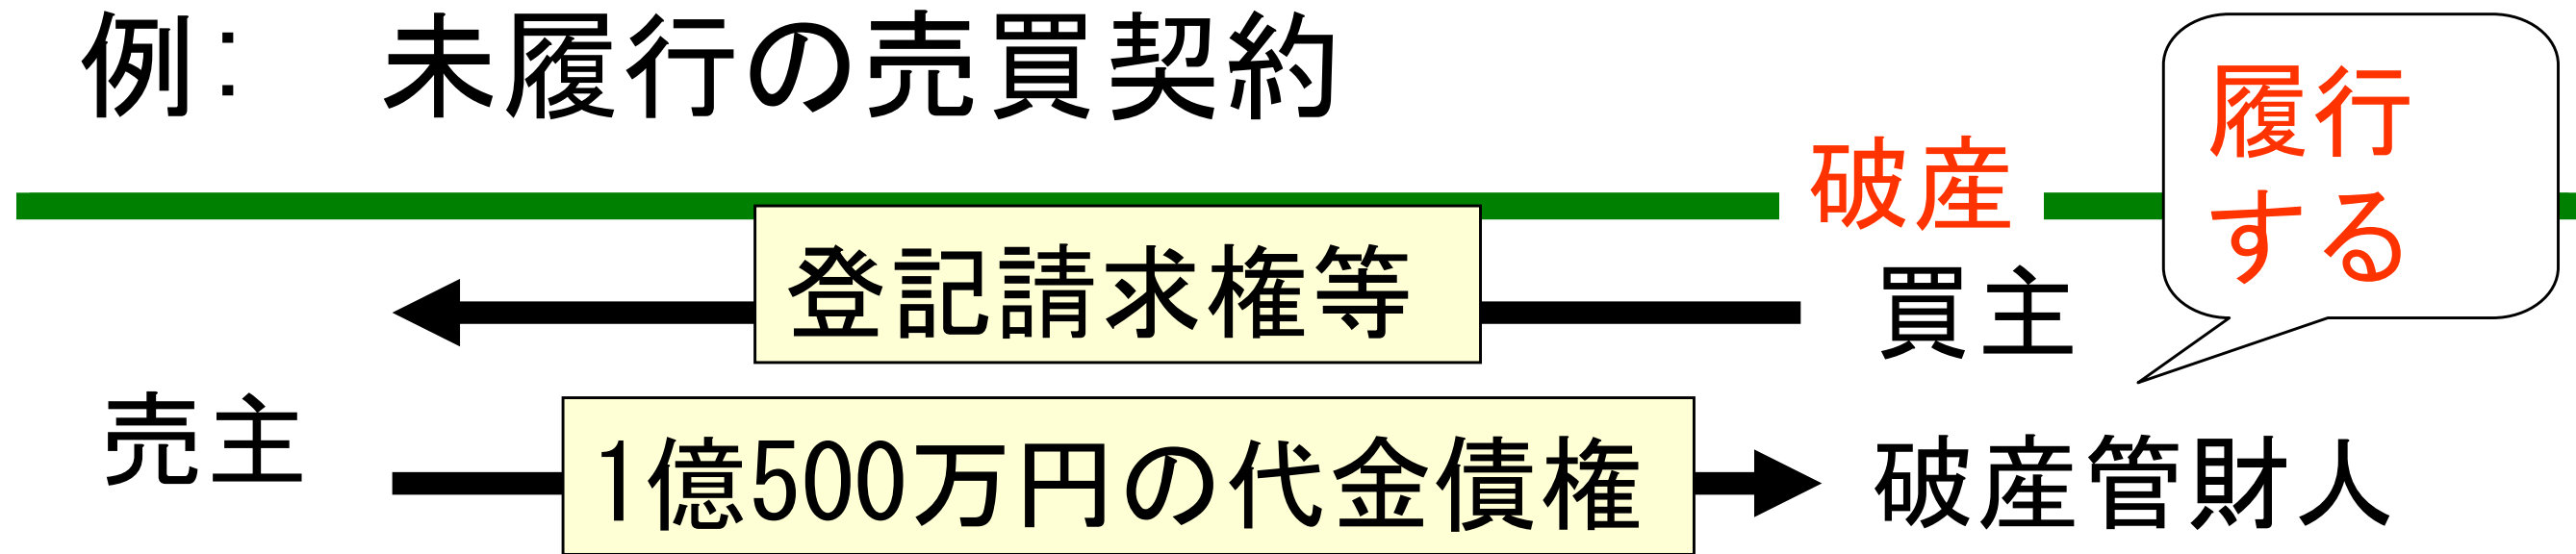 例：　未履行の売買契約
破産
履行
する
登記請求権等
買主
売主
1億500万円の代金債権
破産管財人